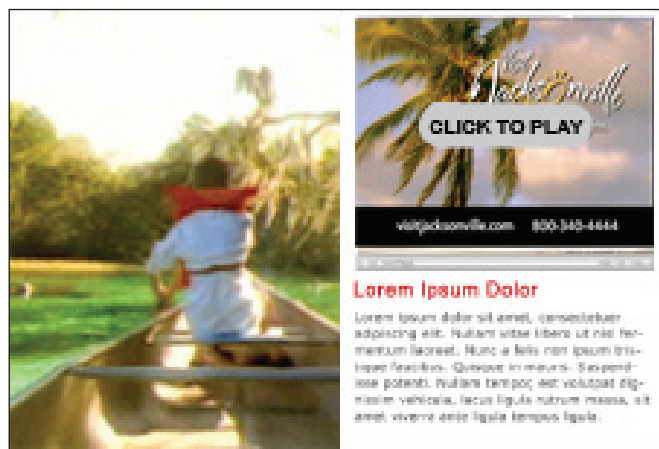 Visit
Jacksonville
CLICK TO PLAY
visitjacksonville.com 800-340-4444
Lorem Ipsum Dolor
Lorem ipsum dolor sit amet, consectetuer
adipiscing elit. Nullam vitae libero ut nisi fer-
mentum laoreet. Nunc a felis non ipsum tris-
tique faucibus. Quisque in mauris. Suspend-
isse potenti. Nullam tempor, est volutpat dig-
nissim vehicula, lacus ligula rutrum massa, sit
amet viverra ante ligula tempus ligula.